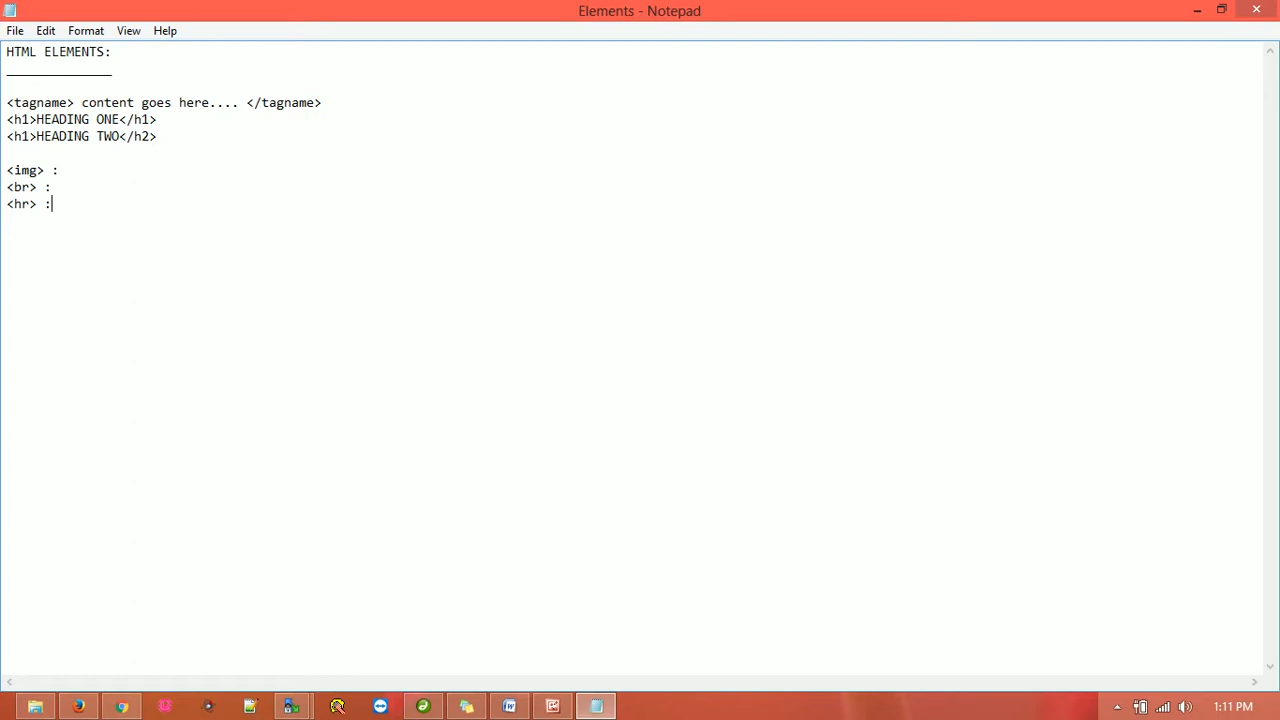 Elements - Notepad
File Edit Format View Help
HTML ELEMENTS:
______________
<tagname> content goes here.... </tagname>
<h1>HEADING ONE</h1>
<h1>HEADING TWO</h2>
<img> :
<br> :
<hr> :
1:11 PM